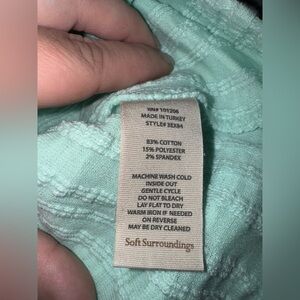 RN# 101206
MADE IN TURKEY
STYLE# 2EX84
83% COTTON
15% POLYESTER
2% SPANDEX
MACHINE WASH COLD
INSIDE OUT
GENTLE CYCLE
DO NOT BLEACH
LAY FLAT TO DRY
WARM IRON IF NEEDED
ON REVERSE
MAY BE DRY CLEANED
Soft Surroundings